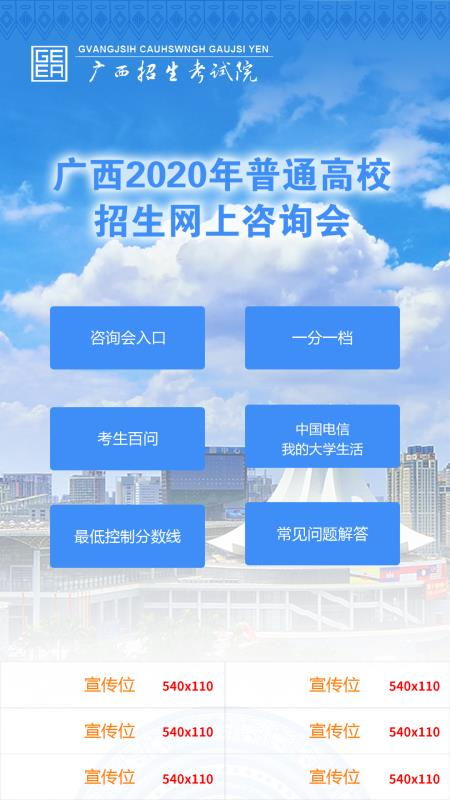 GEEA
GVANGJSIH CAUHSWNGH GAUJSI YEN
广西招生考试院
广西2020年普通高校
招生网上咨询会
咨询会入口
一分一档
考生百问
中国电信
我的大学生活
最低控制分数线
常见问题解答
宣传位 540x110
宣传位 540x110
宣传位 540x110
宣传位 540x110
宣传位 540x110
宣传位 540x110